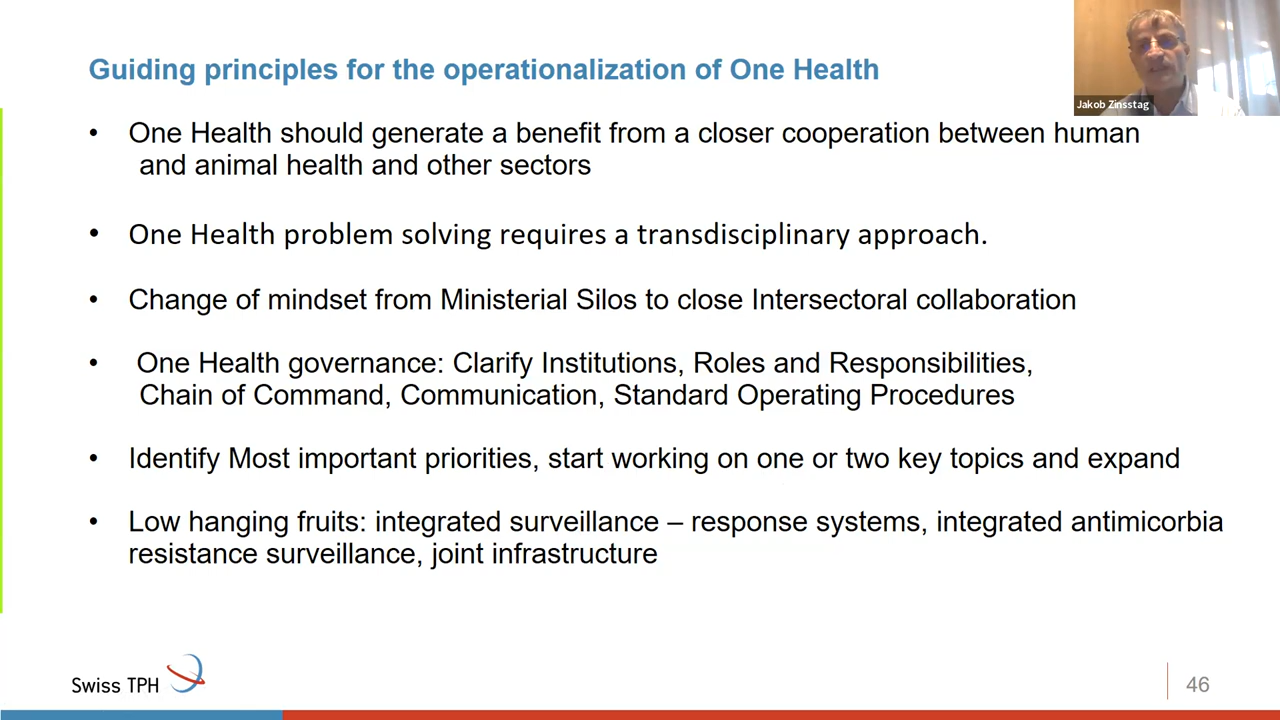 Guiding principles for the operationalization of One Health
Jakob Zinsstag
• One Health should generate a benefit from a closer cooperation between human
and animal health and other sectors
• One Health problem solving requires a transdisciplinary approach.
• Change of mindset from Ministerial Silos to close Intersectoral collaboration
• One Health governance: Clarify Institutions, Roles and Responsibilities,
Chain of Command, Communication, Standard Operating Procedures
• Identify Most important priorities, start working on one or two key topics and expand
• Low hanging fruits: integrated surveillance – response systems, integrated antimicorbia
resistance surveillance, joint infrastructure
Swiss TPH
46